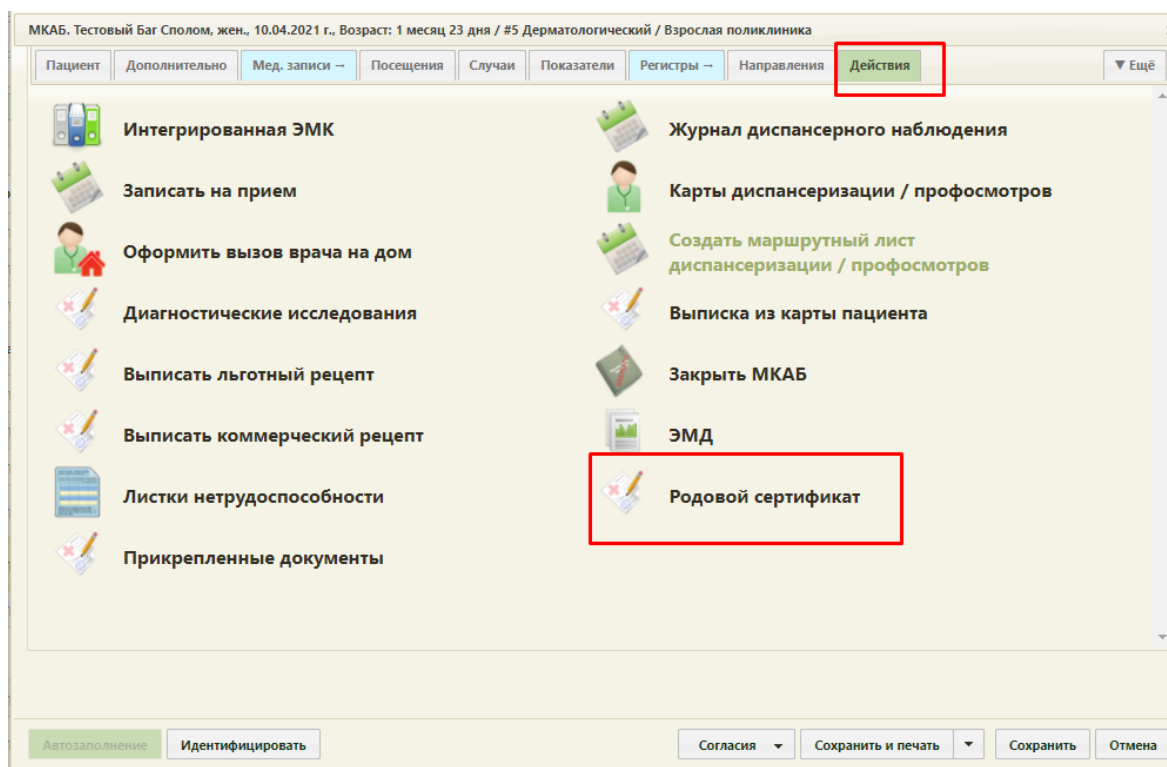 МКАБ. Тестовый Баг Сполом, жен., 10.04.2021 г., Возраст: 1 месяц 23 дня / #5 Дерматологический / Взрослая поликлиника
Пациент Дополнительно Мед. записи → Посещения Случаи Показатели Регистры → Направления Действия ▼ Ещё
Интегрированная ЭМК
Журнал диспансерного наблюдения
Записать на прием
Карты диспансеризации / профосмотров
Оформить вызов врача на дом
Создать маршрутный лист
диспансеризации / профосмотров
Диагностические исследования
Выписка из карты пациента
Выписать льготный рецепт
Закрыть МКАБ
Выписать коммерческий рецепт
ЭМД
Листки нетрудоспособности
Родовой сертификат
Прикрепленные документы
Автозаполнение Идентифицировать Согласия Сохранить и печать Сохранить Отмена